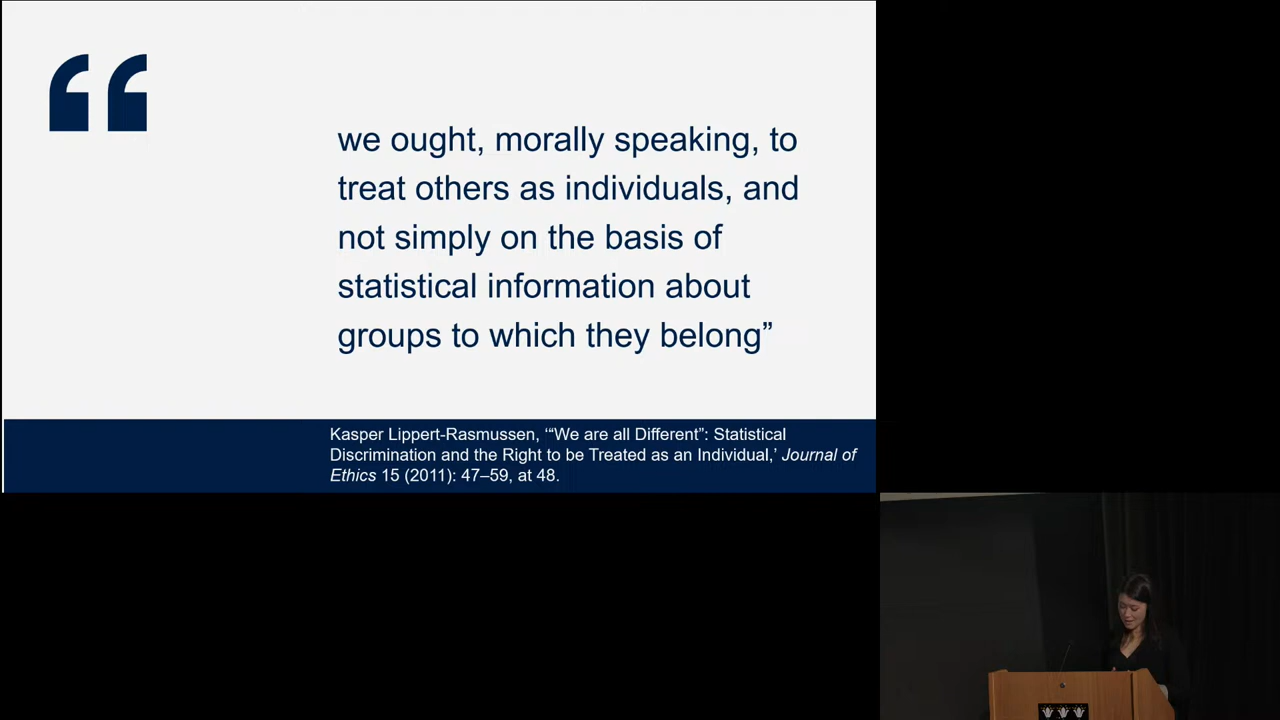 “
we ought, morally speaking, to
treat others as individuals, and
not simply on the basis of
statistical information about
groups to which they belong”
Kasper Lippert-Rasmussen, ‘“We are all Different”: Statistical
Discrimination and the Right to be Treated as an Individual,’ Journal of
Ethics 15 (2011): 47–59, at 48.